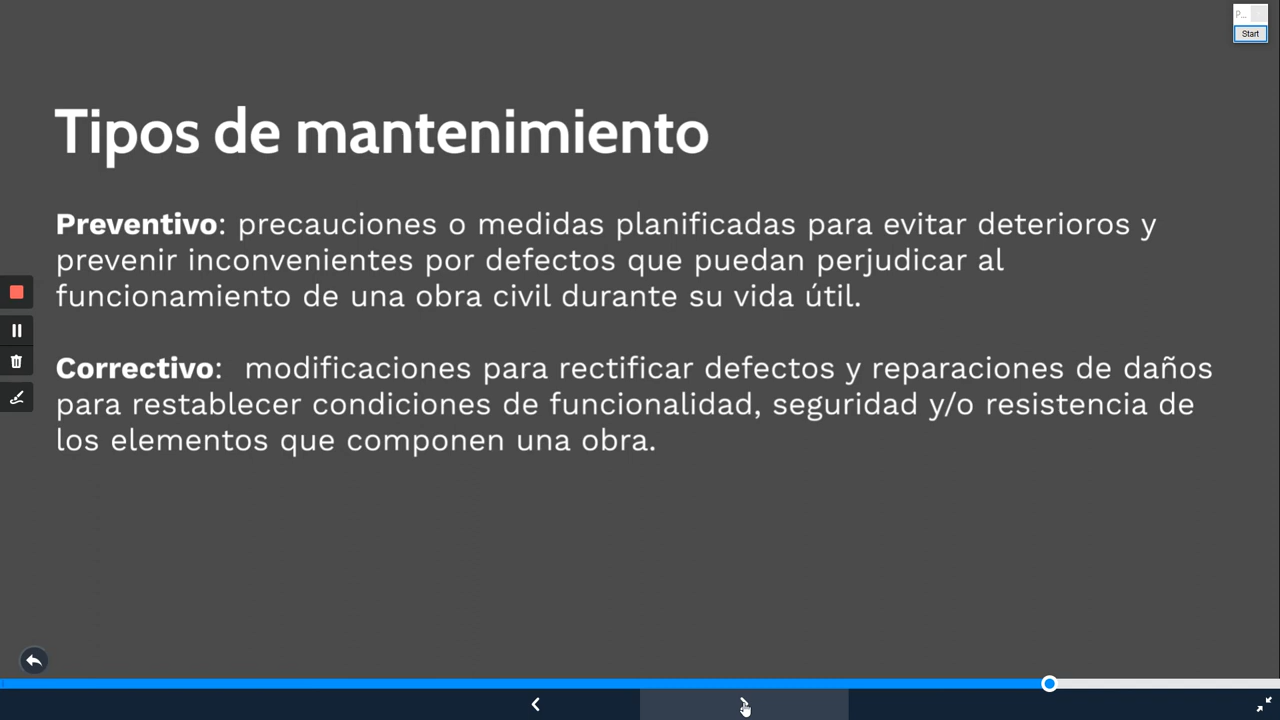 P...
Start
Tipos de mantenimiento
Preventivo: precauciones o medidas planificadas para evitar deterioros y
prevenir inconvenientes por defectos que puedan perjudicar al
funcionamiento de una obra civil durante su vida útil.
Correctivo: modificaciones para rectificar defectos y reparaciones de daños
para restablecer condiciones de funcionalidad, seguridad y/o resistencia de
los elementos que componen una obra.